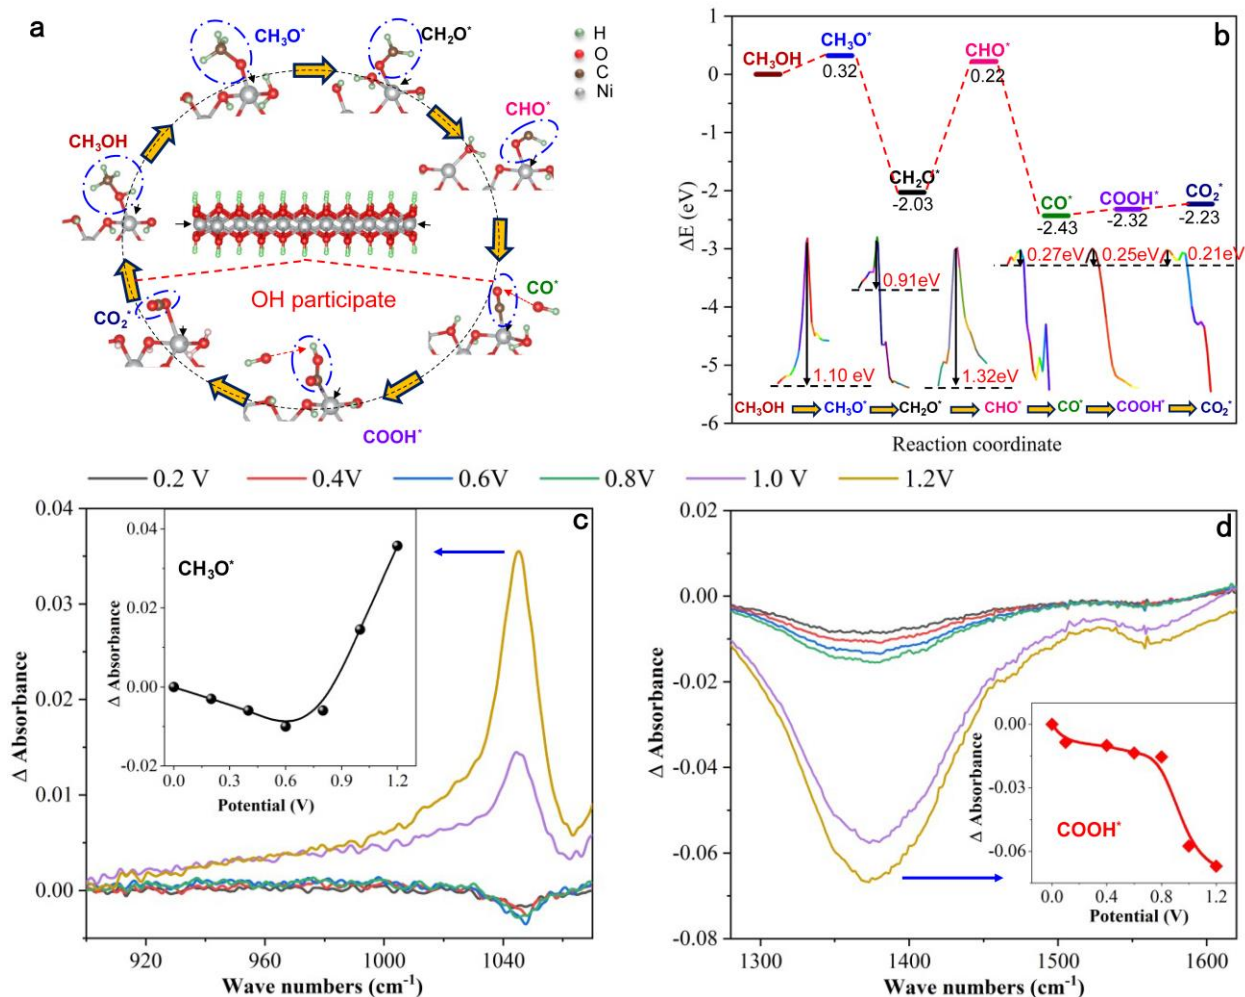 a
CH₃O*
CH₂O*
H
O
C
Ni
CH₃OH
CHO*
OH participate
CO₂*
CO*
COOH*
b
1
0
-1
-2
-3
-4
-5
-6
ΔE (eV)
CH₃OH
CH₃O*
0.32
CH₂O*
-2.03
CHO*
0.22
CO*
-2.43
COOH*
-2.32
CO₂*
-2.23
1.10 eV
0.91eV
1.32eV
0.27eV
0.25eV
0.21eV
CH₃OH CH₃O* CH₂O* CHO* CO* COOH* CO₂*
Reaction coordinate
0.2 V 0.4V 0.6V 0.8V 1.0 V 1.2V
c
0.04
0.03
0.02
0.01
0.00
Δ Absorbance
920 960 1000 1040
Wave numbers (cm⁻¹)
CH₃O*
0.04
0.02
0.00
-0.02
Δ Absorbance
0.0 0.3 0.6 0.9 1.2
Potential (V)
d
0.02
0.00
-0.02
-0.04
-0.06
-0.08
Δ Absorbance
1300 1400 1500 1600
Wave numbers (cm⁻¹)
0.00
-0.03
-0.06
Δ Absorbance
COOH*
0.0 0.4 0.8 1.2
Potential (V)